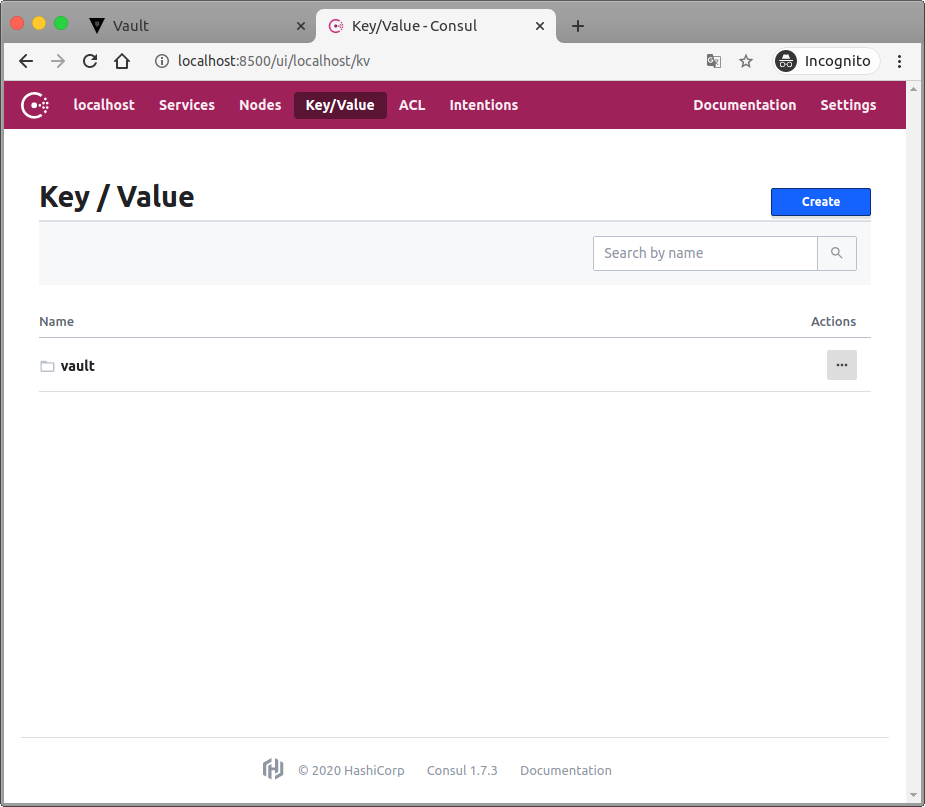 Vault
Key/Value - Consul
localhost:8500/ui/localhost/kv
Incognito
localhost Services Nodes Key/Value ACL Intentions Documentation Settings
Key / Value
Create
Search by name
Name Actions
vault
© 2020 HashiCorp Consul 1.7.3 Documentation